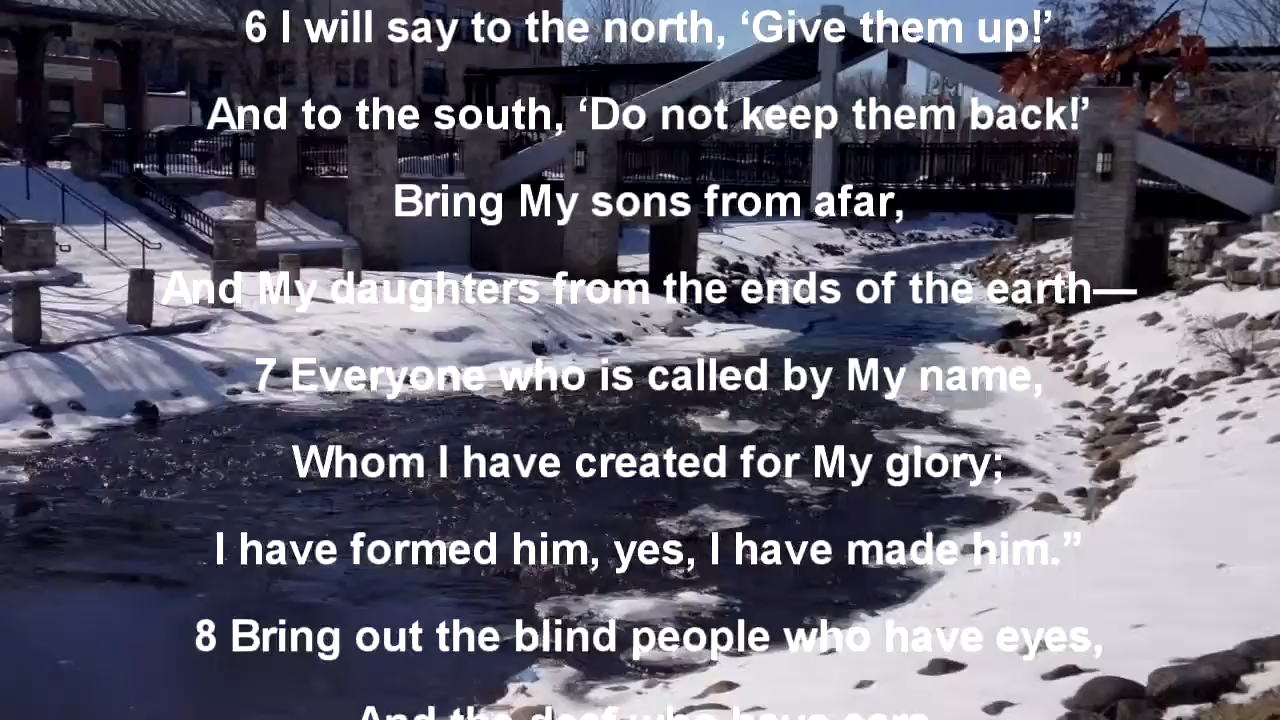 6 I will say to the north, ‘Give them up!’
And to the south, ‘Do not keep them back!’
Bring My sons from afar,
And My daughters from the ends of the earth—
7 Everyone who is called by My name,
Whom I have created for My glory;
I have formed him, yes, I have made him.”
8 Bring out the blind people who have eyes,
And the deaf who have ears.